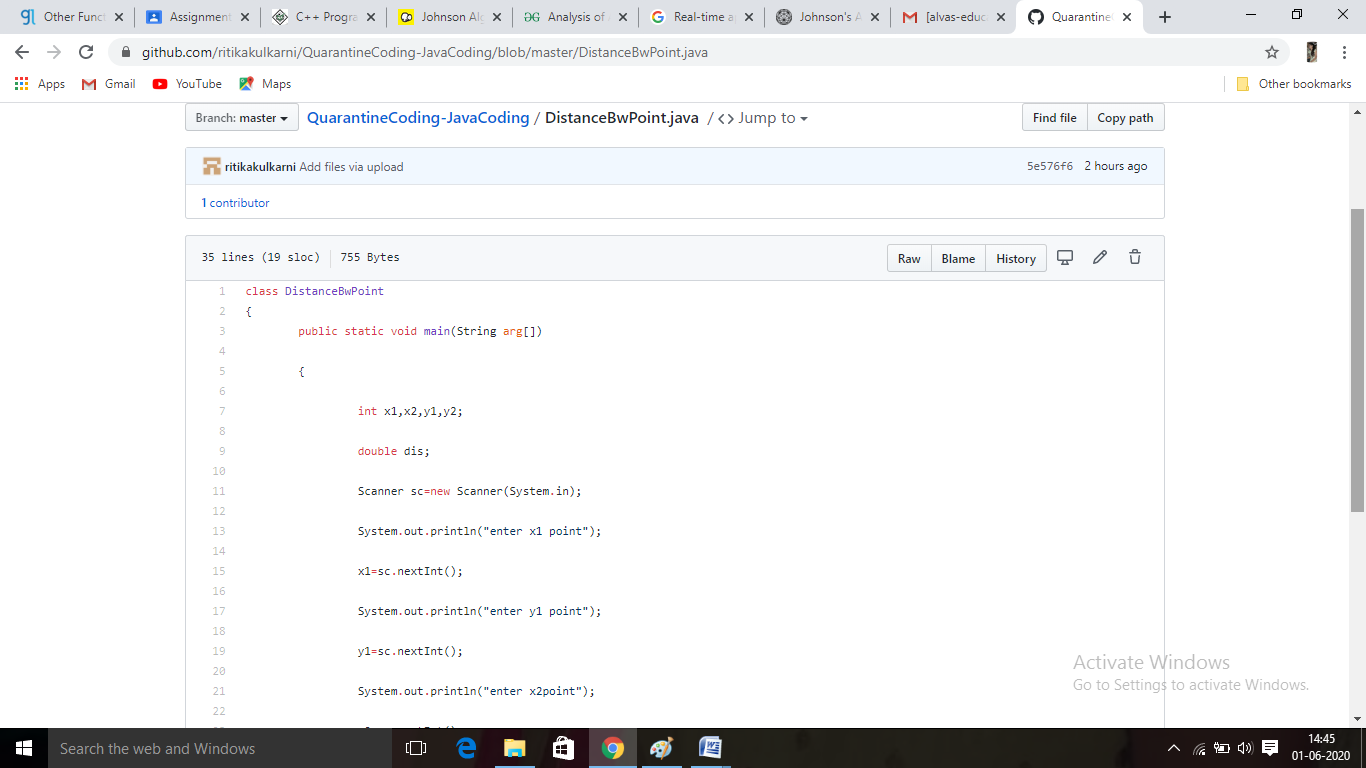 Other Funct
Assignment
C++ Progra
Johnson Alg
Analysis of
Real-time a
Johnson's A
[alvas-educ
Quarantine
github.com/ritikakulkarni/QuarantineCoding-JavaCoding/blob/master/DistanceBwPoint.java
Apps Gmail YouTube Maps Other bookmarks
Branch: master QuarantineCoding-JavaCoding / DistanceBwPoint.java / <> Jump to Find file Copy path
ritikakulkarni Add files via upload 5e576f6 2 hours ago
1 contributor
35 lines (19 sloc) 755 Bytes Raw Blame History
1 class DistanceBwPoint
2 {
3 public static void main(String arg[])
4
5 {
6
7 int x1,x2,y1,y2;
8
9 double dis;
10
11 Scanner sc=new Scanner(System.in);
12
13 System.out.println("enter x1 point");
14
15 x1=sc.nextInt();
16
17 System.out.println("enter y1 point");
18
19 y1=sc.nextInt();
20
21 System.out.println("enter x2point");
22
Activate Windows
Go to Settings to activate Windows.
Search the web and Windows
14:45
01-06-2020